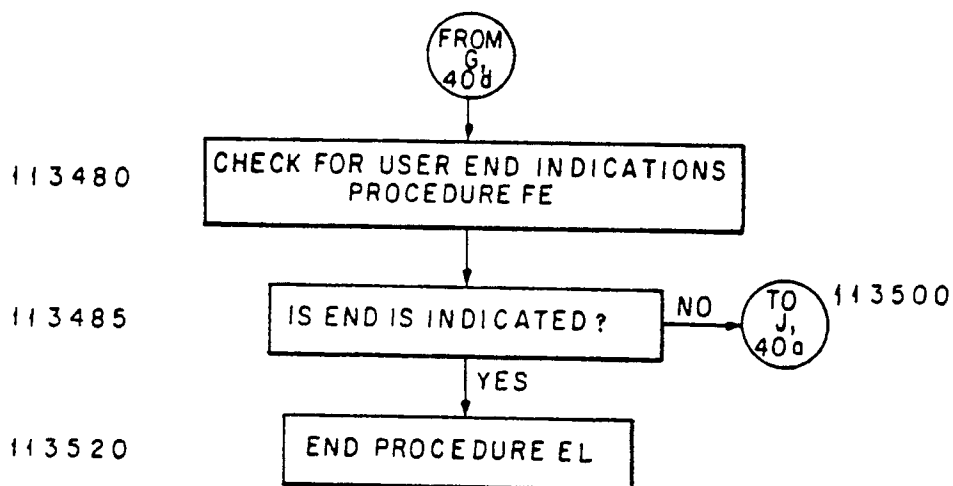 FROM
G,
40d
113480
CHECK FOR USER END INDICATIONS
PROCEDURE FE
113485
IS END IS INDICATED?
NO
TO
J,
40a
113500
YES
113520
END PROCEDURE EL